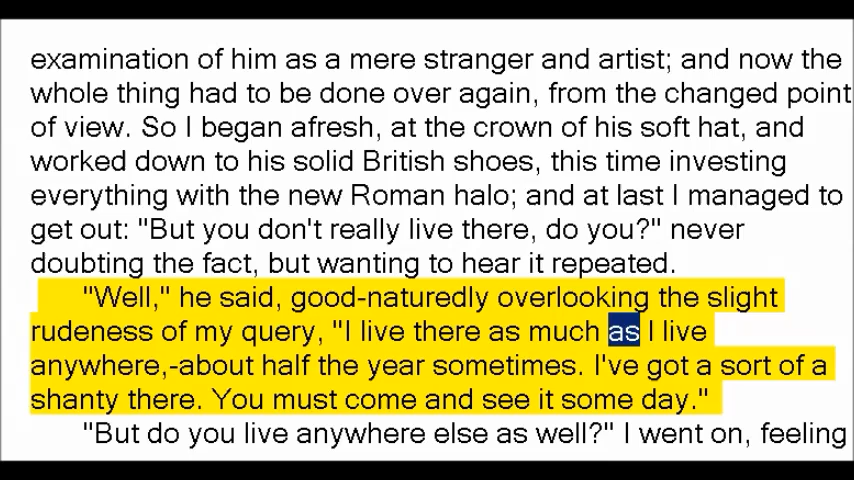 examination of him as a mere stranger and artist; and now the
whole thing had to be done over again, from the changed point
of view. So I began afresh, at the crown of his soft hat, and
worked down to his solid British shoes, this time investing
everything with the new Roman halo; and at last I managed to
get out: "But you don't really live there, do you?" never
doubting the fact, but wanting to hear it repeated.
"Well," he said, good-naturedly overlooking the slight
rudeness of my query, "I live there as much as I live
anywhere,-about half the year sometimes. I've got a sort of a
shanty there. You must come and see it some day."
"But do you live anywhere else as well?" I went on, feeling